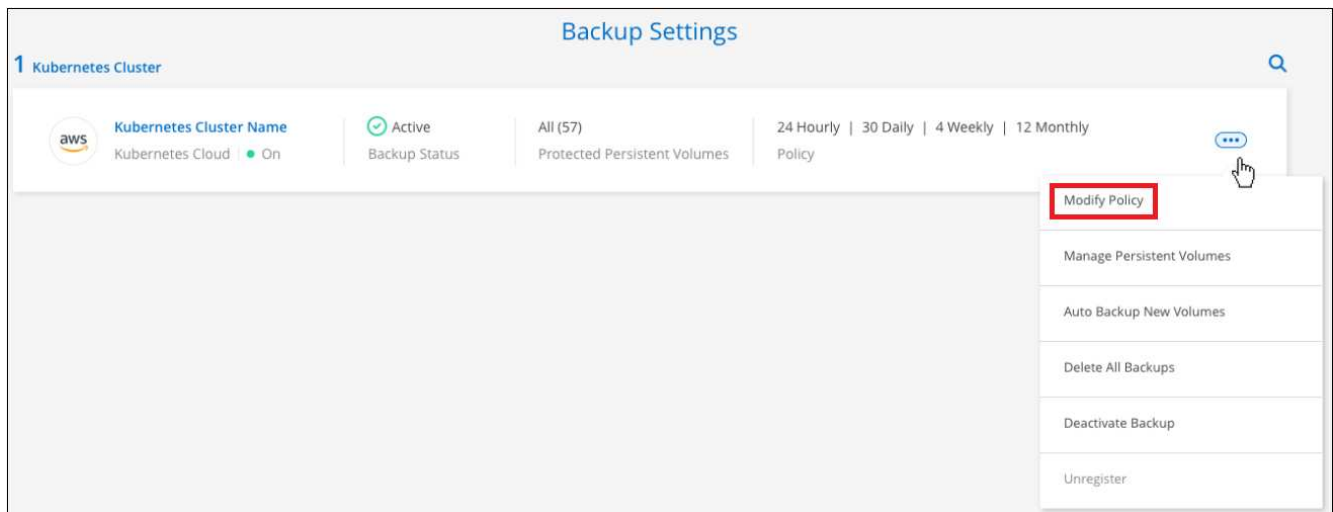 Backup Settings
1 Kubernetes Cluster
aws
Kubernetes Cluster Name
Kubernetes Cloud
On
Active
Backup Status
All (57)
Protected Persistent Volumes
24 Hourly | 30 Daily | 4 Weekly | 12 Monthly
Policy
Modify Policy
Manage Persistent Volumes
Auto Backup New Volumes
Delete All Backups
Deactivate Backup
Unregister